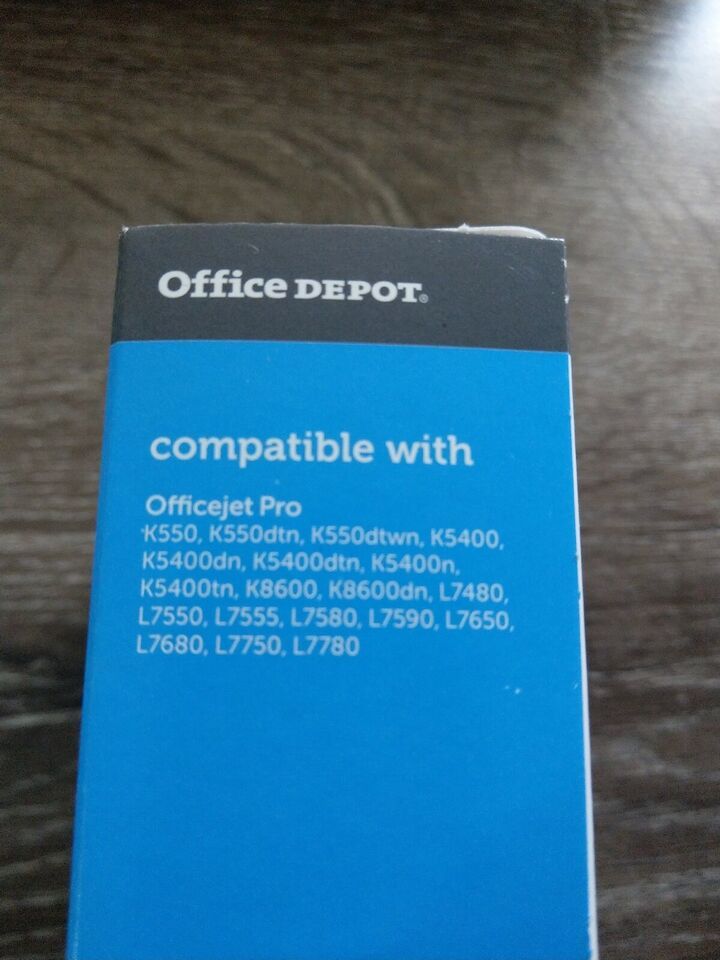 Office DEPOT®
compatible with
Officejet Pro
K550, K550dtn, K550dtwn, K5400,
K5400dn, K5400dtn, K5400n,
K5400tn, K8600, K8600dn, L7480,
L7550, L7555, L7580, L7590, L7650,
L7680, L7750, L7780